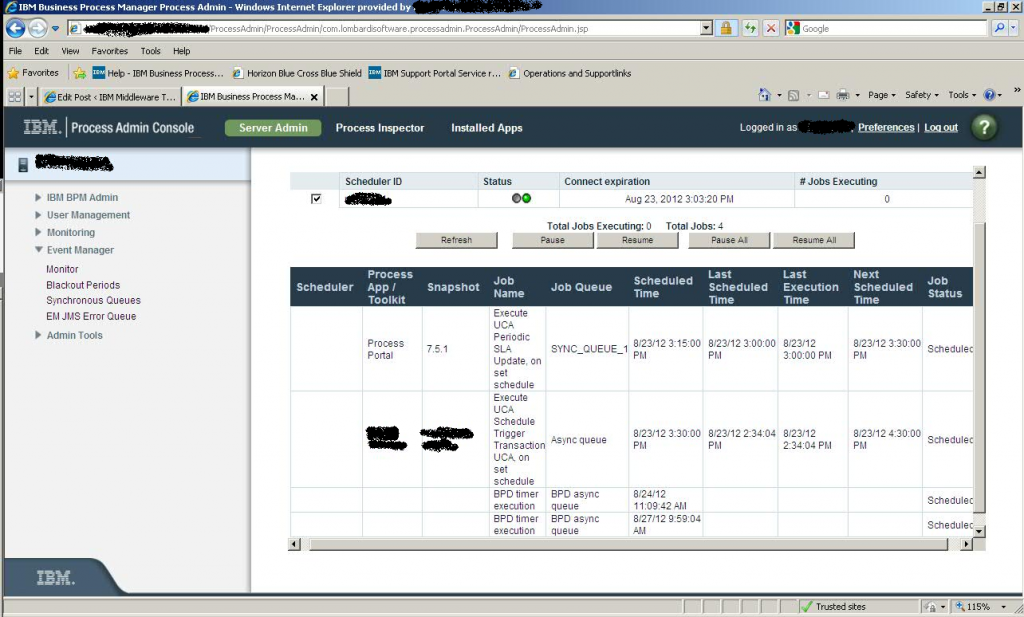 IBM Business Process Manager Process Admin - Windows Internet Explorer provided by
/ProcessAdmin/ProcessAdmin/com.lombardisoftware.processadmin.ProcessAdmin/ProcessAdmin.jsp
Google
File Edit View Favorites Tools Help
Favorites
IBM Help - IBM Business Process...
Horizon Blue Cross Blue Shield
IBM IBM Support Portal Service r...
Operations and Supportlinks
Edit Post < IBM Middleware T...
IBM Business Process Ma...
Page Safety Tools
IBM. Process Admin Console
Server Admin Process Inspector Installed Apps
Logged in as , Preferences | Log out ?
IBM BPM Admin
User Management
Monitoring
Event Manager
Monitor
Blackout Periods
Synchronous Queues
EM JMS Error Queue
Admin Tools
IBM.
Scheduler ID Status Connect expiration # Jobs Executing
Aug 23, 2012 3:03:20 PM 0
Total Jobs Executing: 0 Total Jobs: 4
Refresh Pause Resume Pause All Resume All
Scheduler
Process
App /
Toolkit
Snapshot
Job
Name
Job Queue
Scheduled
Time
Last
Scheduled
Time
Last
Execution
Time
Next
Scheduled
Time
Job
Status
Process
Portal
7.5.1
Execute
UCA
Periodic
SLA
Update, on
set
schedule
SYNC_QUEUE_1
8/23/12 3:15:00
PM
8/23/12 3:00:00
PM
8/23/12
3:00:00 PM
8/23/12 3:30:00
PM
Scheduled
Execute
UCA
Schedule
Trigger
Transaction
UCA, on
set
schedule
Async queue
8/23/12 3:30:00
PM
8/23/12 2:34:04
PM
8/23/12
2:34:04 PM
8/23/12 4:30:00
PM
Scheduled
BPD timer
execution
BPD async
queue
8/24/12
11:09:42 AM
Scheduled
BPD timer
execution
BPD async
queue
8/27/12 9:59:04
AM
Scheduled
Trusted sites
115%